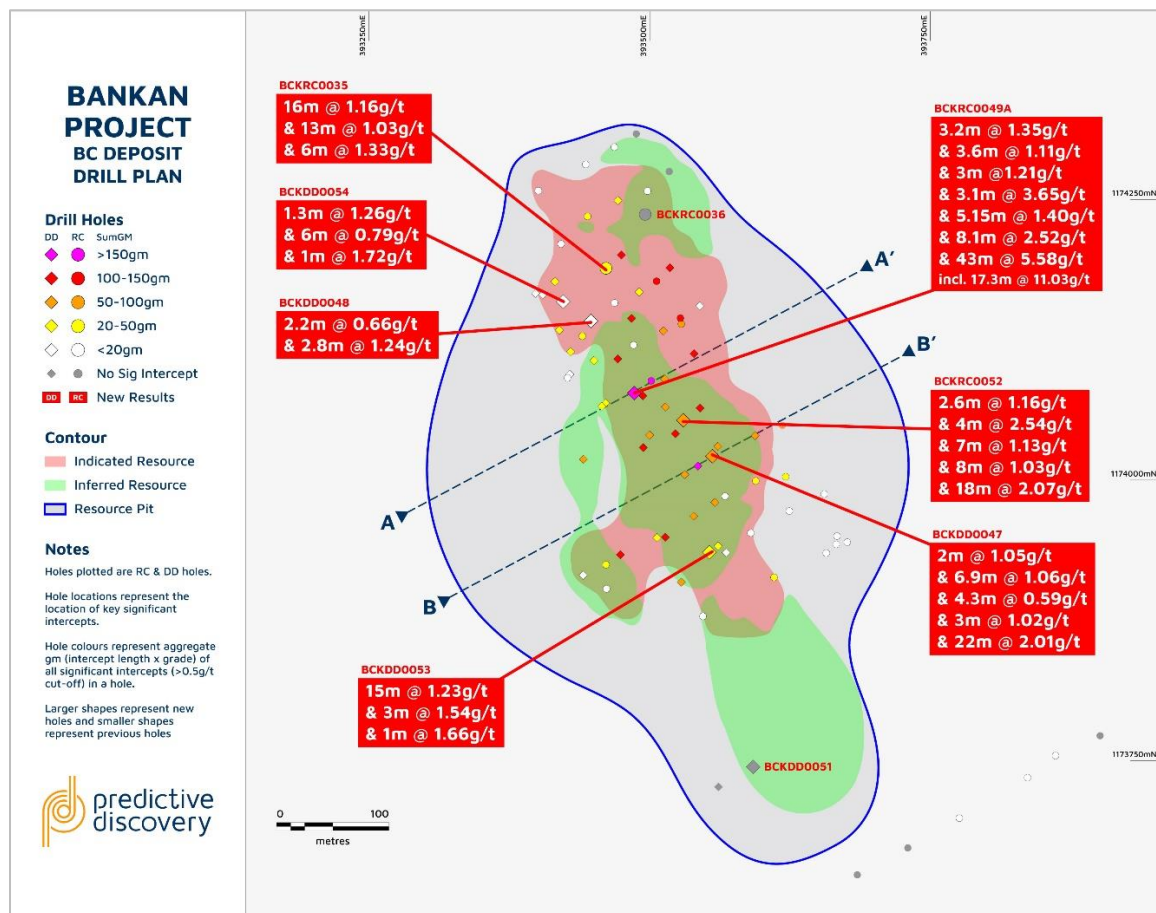 BANKAN
PROJECT
BC DEPOSIT
DRILL PLAN
Drill Holes
DD RC SumGM
>150gm
100-150gm
50-100gm
20-50gm
<20gm
No Sig Intercept
DD RC New Results
Contour
Indicated Resource
Inferred Resource
Resource Pit
Notes
Holes plotted are RC & DD holes.
Hole locations represent the
location of key significant
intercepts.
Hole colours represent aggregate
gm (intercept length x grade) of
all significant intercepts (>0.5g/t
cut-off) in a hole.
Larger shapes represent new
holes and smaller shapes
represent previous holes
predictive
discovery
393250mE
393500mE
393750mE
1174250mN
1174000mN
1173750mN
BCKRC0035
16m @ 1.16g/t
& 13m @ 1.03g/t
& 6m @ 1.33g/t
BCKDD0054
1.3m @ 1.26g/t
& 6m @ 0.79g/t
& 1m @ 1.72g/t
BCKDD0048
2.2m @ 0.66g/t
& 2.8m @ 1.24g/t
BCKRC0036
BCKRC0049A
3.2m @ 1.35g/t
& 3.6m @ 1.11g/t
& 3m @1.21g/t
& 3.1m @ 3.65g/t
& 5.15m @ 1.40g/t
& 8.1m @ 2.52g/t
& 43m @ 5.58g/t
incl. 17.3m @ 11.03g/t
A'
B'
A
B
BCKRC0052
2.6m @ 1.16g/t
& 4m @ 2.54g/t
& 7m @ 1.13g/t
& 8m @ 1.03g/t
& 18m @ 2.07g/t
BCKDD0047
2m @ 1.05g/t
& 6.9m @ 1.06g/t
& 4.3m @ 0.59g/t
& 3m @ 1.02g/t
& 22m @ 2.01g/t
BCKDD0053
15m @ 1.23g/t
& 3m @ 1.54g/t
& 1m @ 1.66g/t
BCKDD0051
0 100
metres